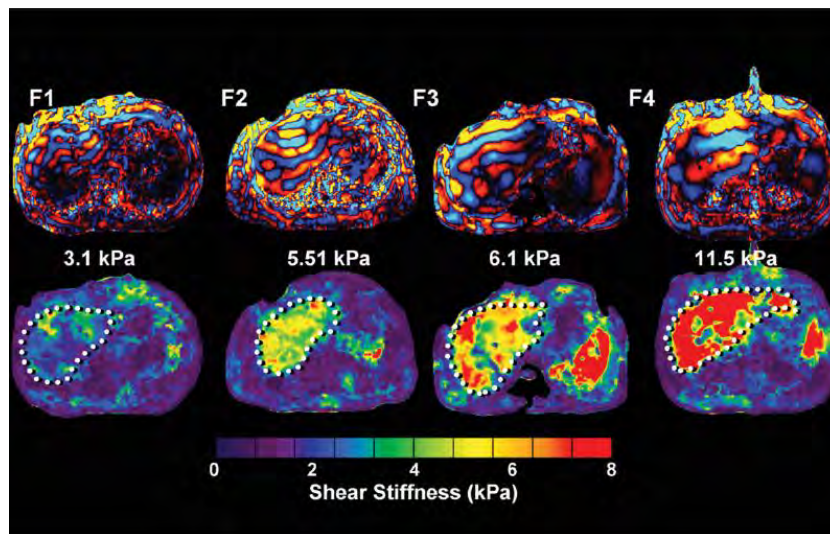 F1 F2 F3 F4
3.1 kPa 5.51 kPa 6.1 kPa 11.5 kPa
0 2 4 6 8
Shear Stiffness (kPa)